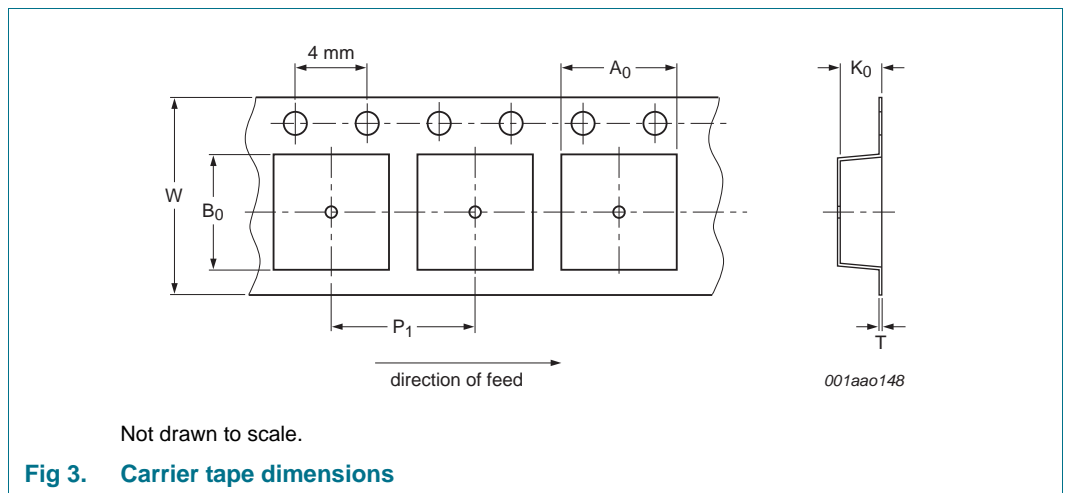 4 mm
A0
K0
W
B0
P1
T
direction of feed
001aao148
Not drawn to scale.
Fig 3. Carrier tape dimensions